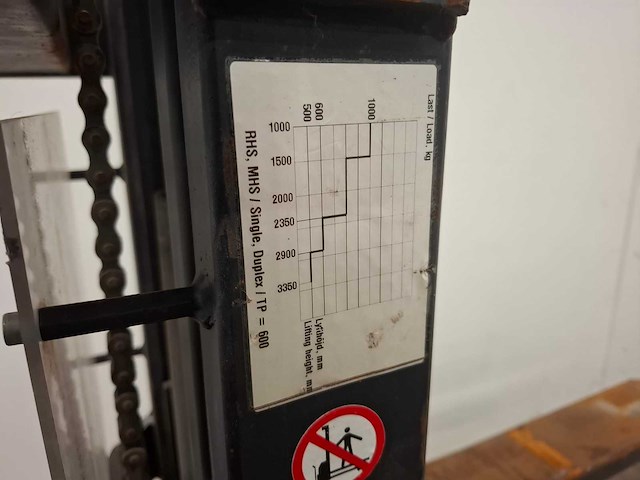 Last / Load, kg
1000
600
500
1000
1500
2000
2350
2900
3350
Lyfthöjd, mm
Lifting height, mm
RHS, MHS / Single, Duplex / TP = 600